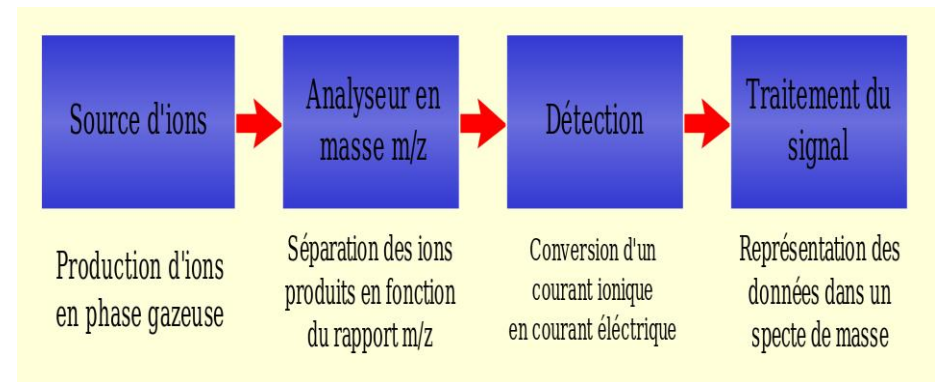 Source d'ions
Analyseur en
masse m/z
Détection
Traitement du
signal
Production d'ions
en phase gazeuse
Séparation des ions
produits en fonction
du rapport m/z
Conversion d'un
courant ionique
en courant éléctrique
Représentation des
données dans un
specte de masse